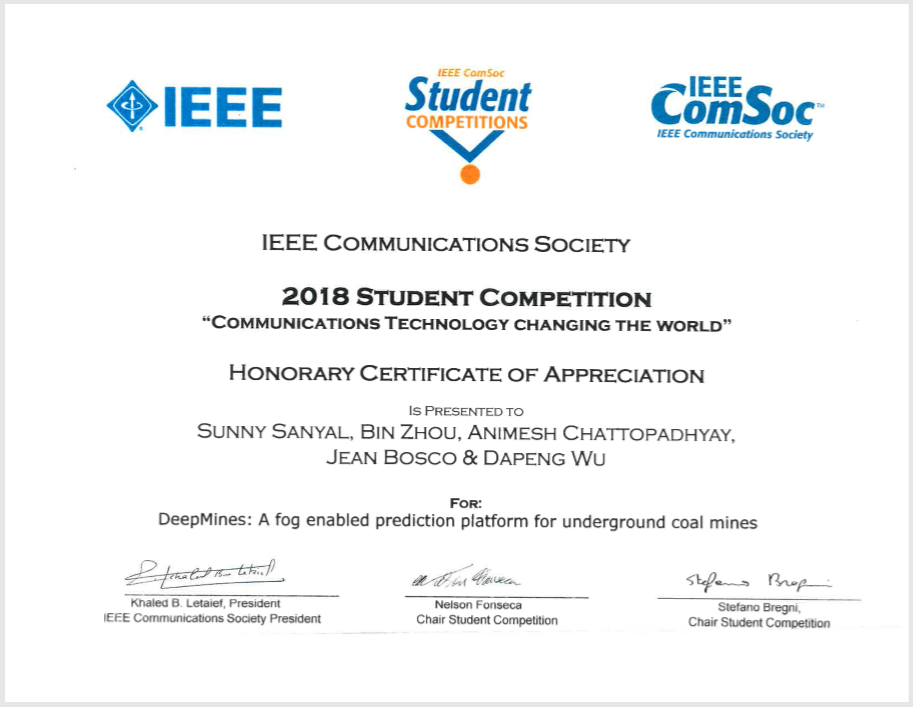 IEEE
IEEE ComSoc
Student
COMPETITIONS
IEEE
ComSoc™
IEEE Communications Society
IEEE COMMUNICATIONS SOCIETY
2018 STUDENT COMPETITION
“COMMUNICATIONS TECHNOLOGY CHANGING THE WORLD”
HONORARY CERTIFICATE OF APPRECIATION
IS PRESENTED TO
SUNNY SANYAL, BIN ZHOU, ANIMESH CHATTOPADHYAY,
JEAN BOSCO & DAPENG WU
FOR:
DeepMines: A fog enabled prediction platform for underground coal mines
Khaled B. Letaief, President
IEEE Communications Society President
Nelson Fonseca
Chair Student Competition
Stefano Bregni,
Chair Student Competition